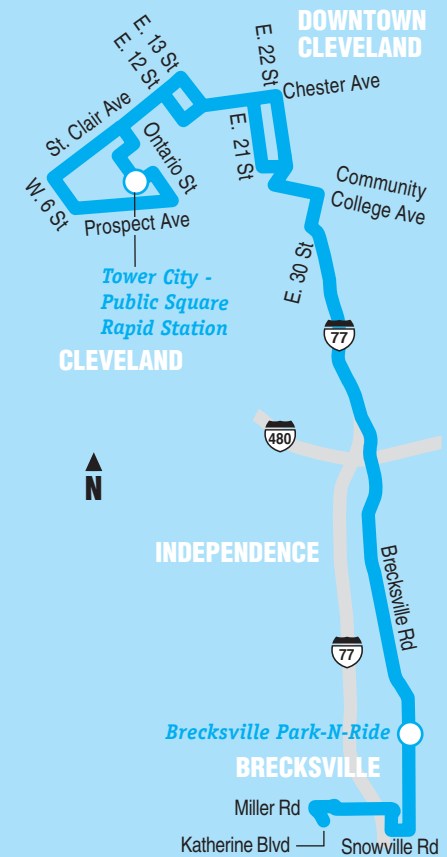 DOWNTOWN
CLEVELAND
E. 13 St
E. 12 St
E. 22 St
Chester Ave
St. Clair Ave
Ontario St
E. 21 St
Community
College Ave
W. 6 St
Prospect Ave
E. 30 St
Tower City -
Public Square
Rapid Station
CLEVELAND
77
480
N
INDEPENDENCE
Brecksville Rd
77
Brecksville Park-N-Ride
BRECKSVILLE
Miller Rd
Katherine Blvd
Snowville Rd